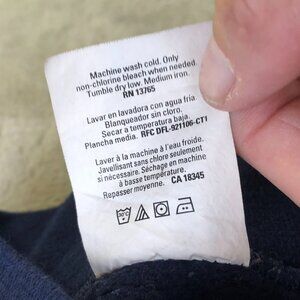 Machine wash cold. Only
non-chlorine bleach when needed.
Tumble dry low. Medium iron.
RN 13765
Lavar en lavadora con agua fria.
Blanqueador sin cloro.
Secar a temperatura baja.
Plancha media. RFC DFL-921106-CT1
Laver à la machine à l'eau froide.
Javellisant sans chlore seulement
si nécessaire. Séchage en machine
à basse température.
Repasser moyenne. CA 18345